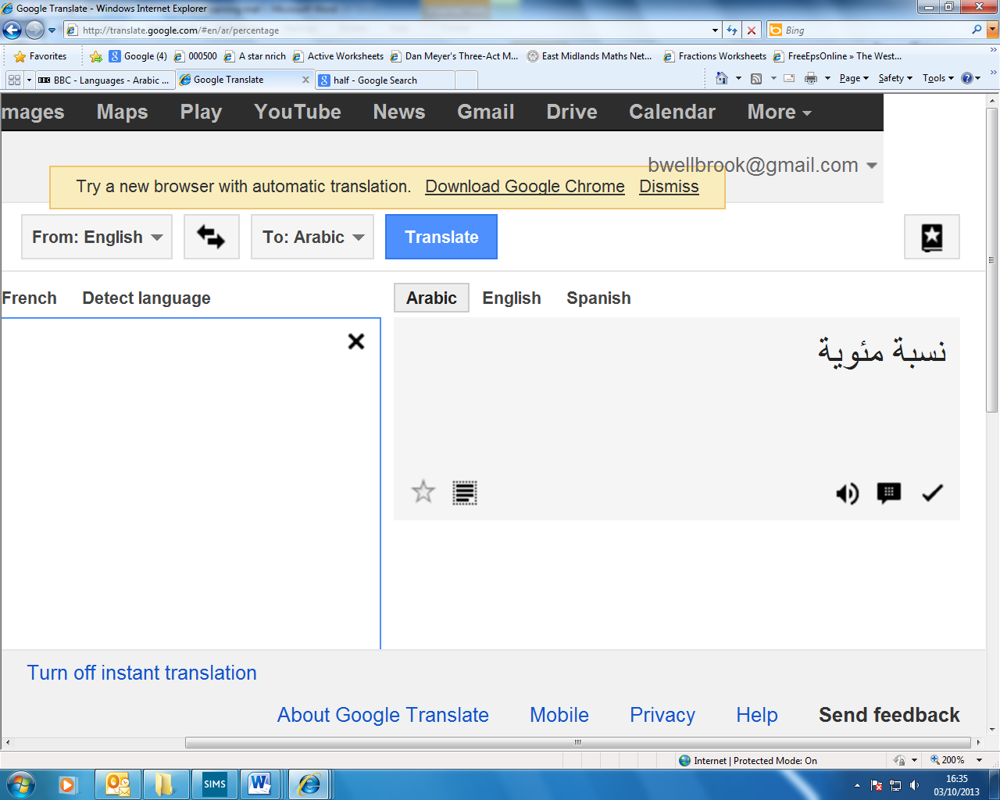 Google Translate - Windows Internet Explorer
http://translate.google.com/#en/ar/percentage
Bing
Favorites
Google (4)
000500
A star nrich
Active Worksheets
Dan Meyer's Three-Act M...
East Midlands Maths Net...
Fractions Worksheets
FreeEpsOnline » The West...
BBC - Languages - Arabic ...
Google Translate
half - Google Search
Page
Safety
Tools
mages Maps Play YouTube News Gmail Drive Calendar More
bwellbrook@gmail.com
Try a new browser with automatic translation. Download Google Chrome Dismiss
From: English
To: Arabic
Translate
French Detect language
Arabic English Spanish
نسبة مئوية
Turn off instant translation
About Google Translate Mobile Privacy Help Send feedback
Internet | Protected Mode: On
200%
SIMS
16:35
03/10/2013